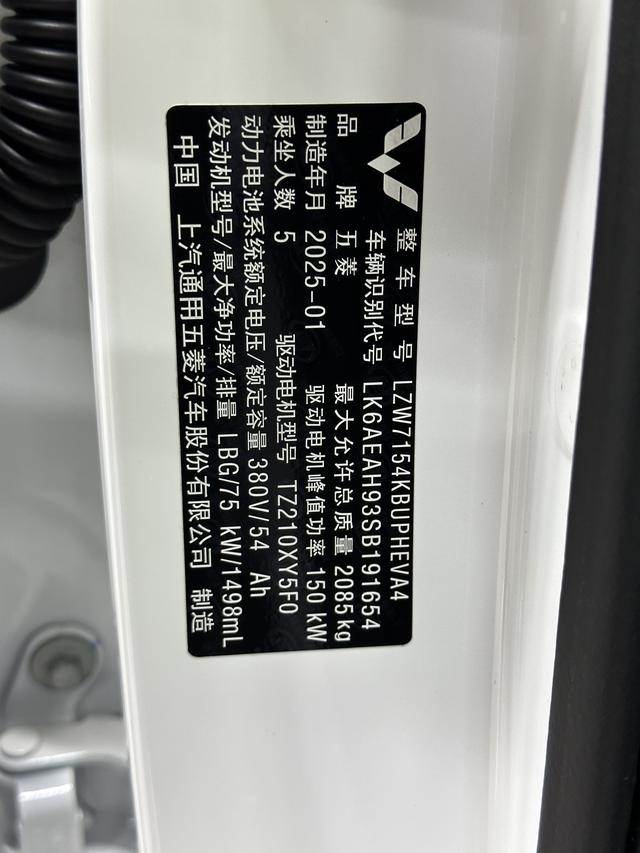 整车型号 LZW7154KBUPHEVA4
车辆识别代号 LK6AEAH93SB191654
品牌 五菱 最大允许总质量 2085kg
制造年月 2025-01 驱动电机峰值功率 150 kW
乘坐人数 5 驱动电机型号 TZ210XY5F0
动力电池系统额定电压/额定容量 380V/54 Ah
发动机型号/最大净功率/排量 LBG/75 kW/1498mL
中国 上汽通用五菱汽车股份有限公司 制造